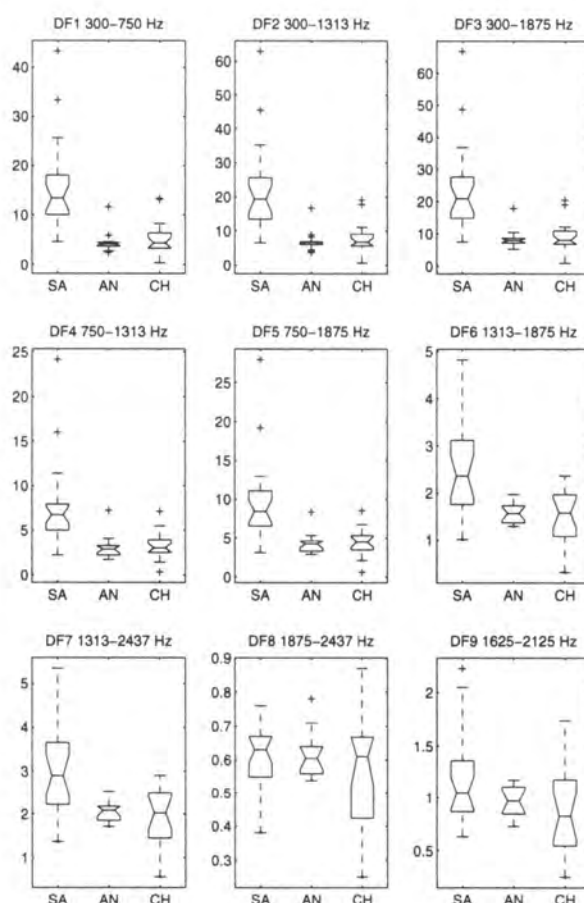 DF1 300-750 Hz
DF2 300-1313 Hz
DF3 300-1875 Hz
40
30
20
10
0
SA AN CH
60
50
40
30
20
10
0
SA AN CH
60
50
40
30
20
10
0
SA AN CH
DF4 750-1313 Hz
DF5 750-1875 Hz
DF6 1313-1875 Hz
25
20
15
10
5
0
SA AN CH
25
20
15
10
5
0
SA AN CH
5
4
3
2
1
SA AN CH
DF7 1313-2437 Hz
DF8 1875-2437 Hz
DF9 1625-2125 Hz
5
4
3
2
1
SA AN CH
0.9
0.8
0.7
0.6
0.5
0.4
0.3
SA AN CH
2
1.5
1
0.5
SA AN CH